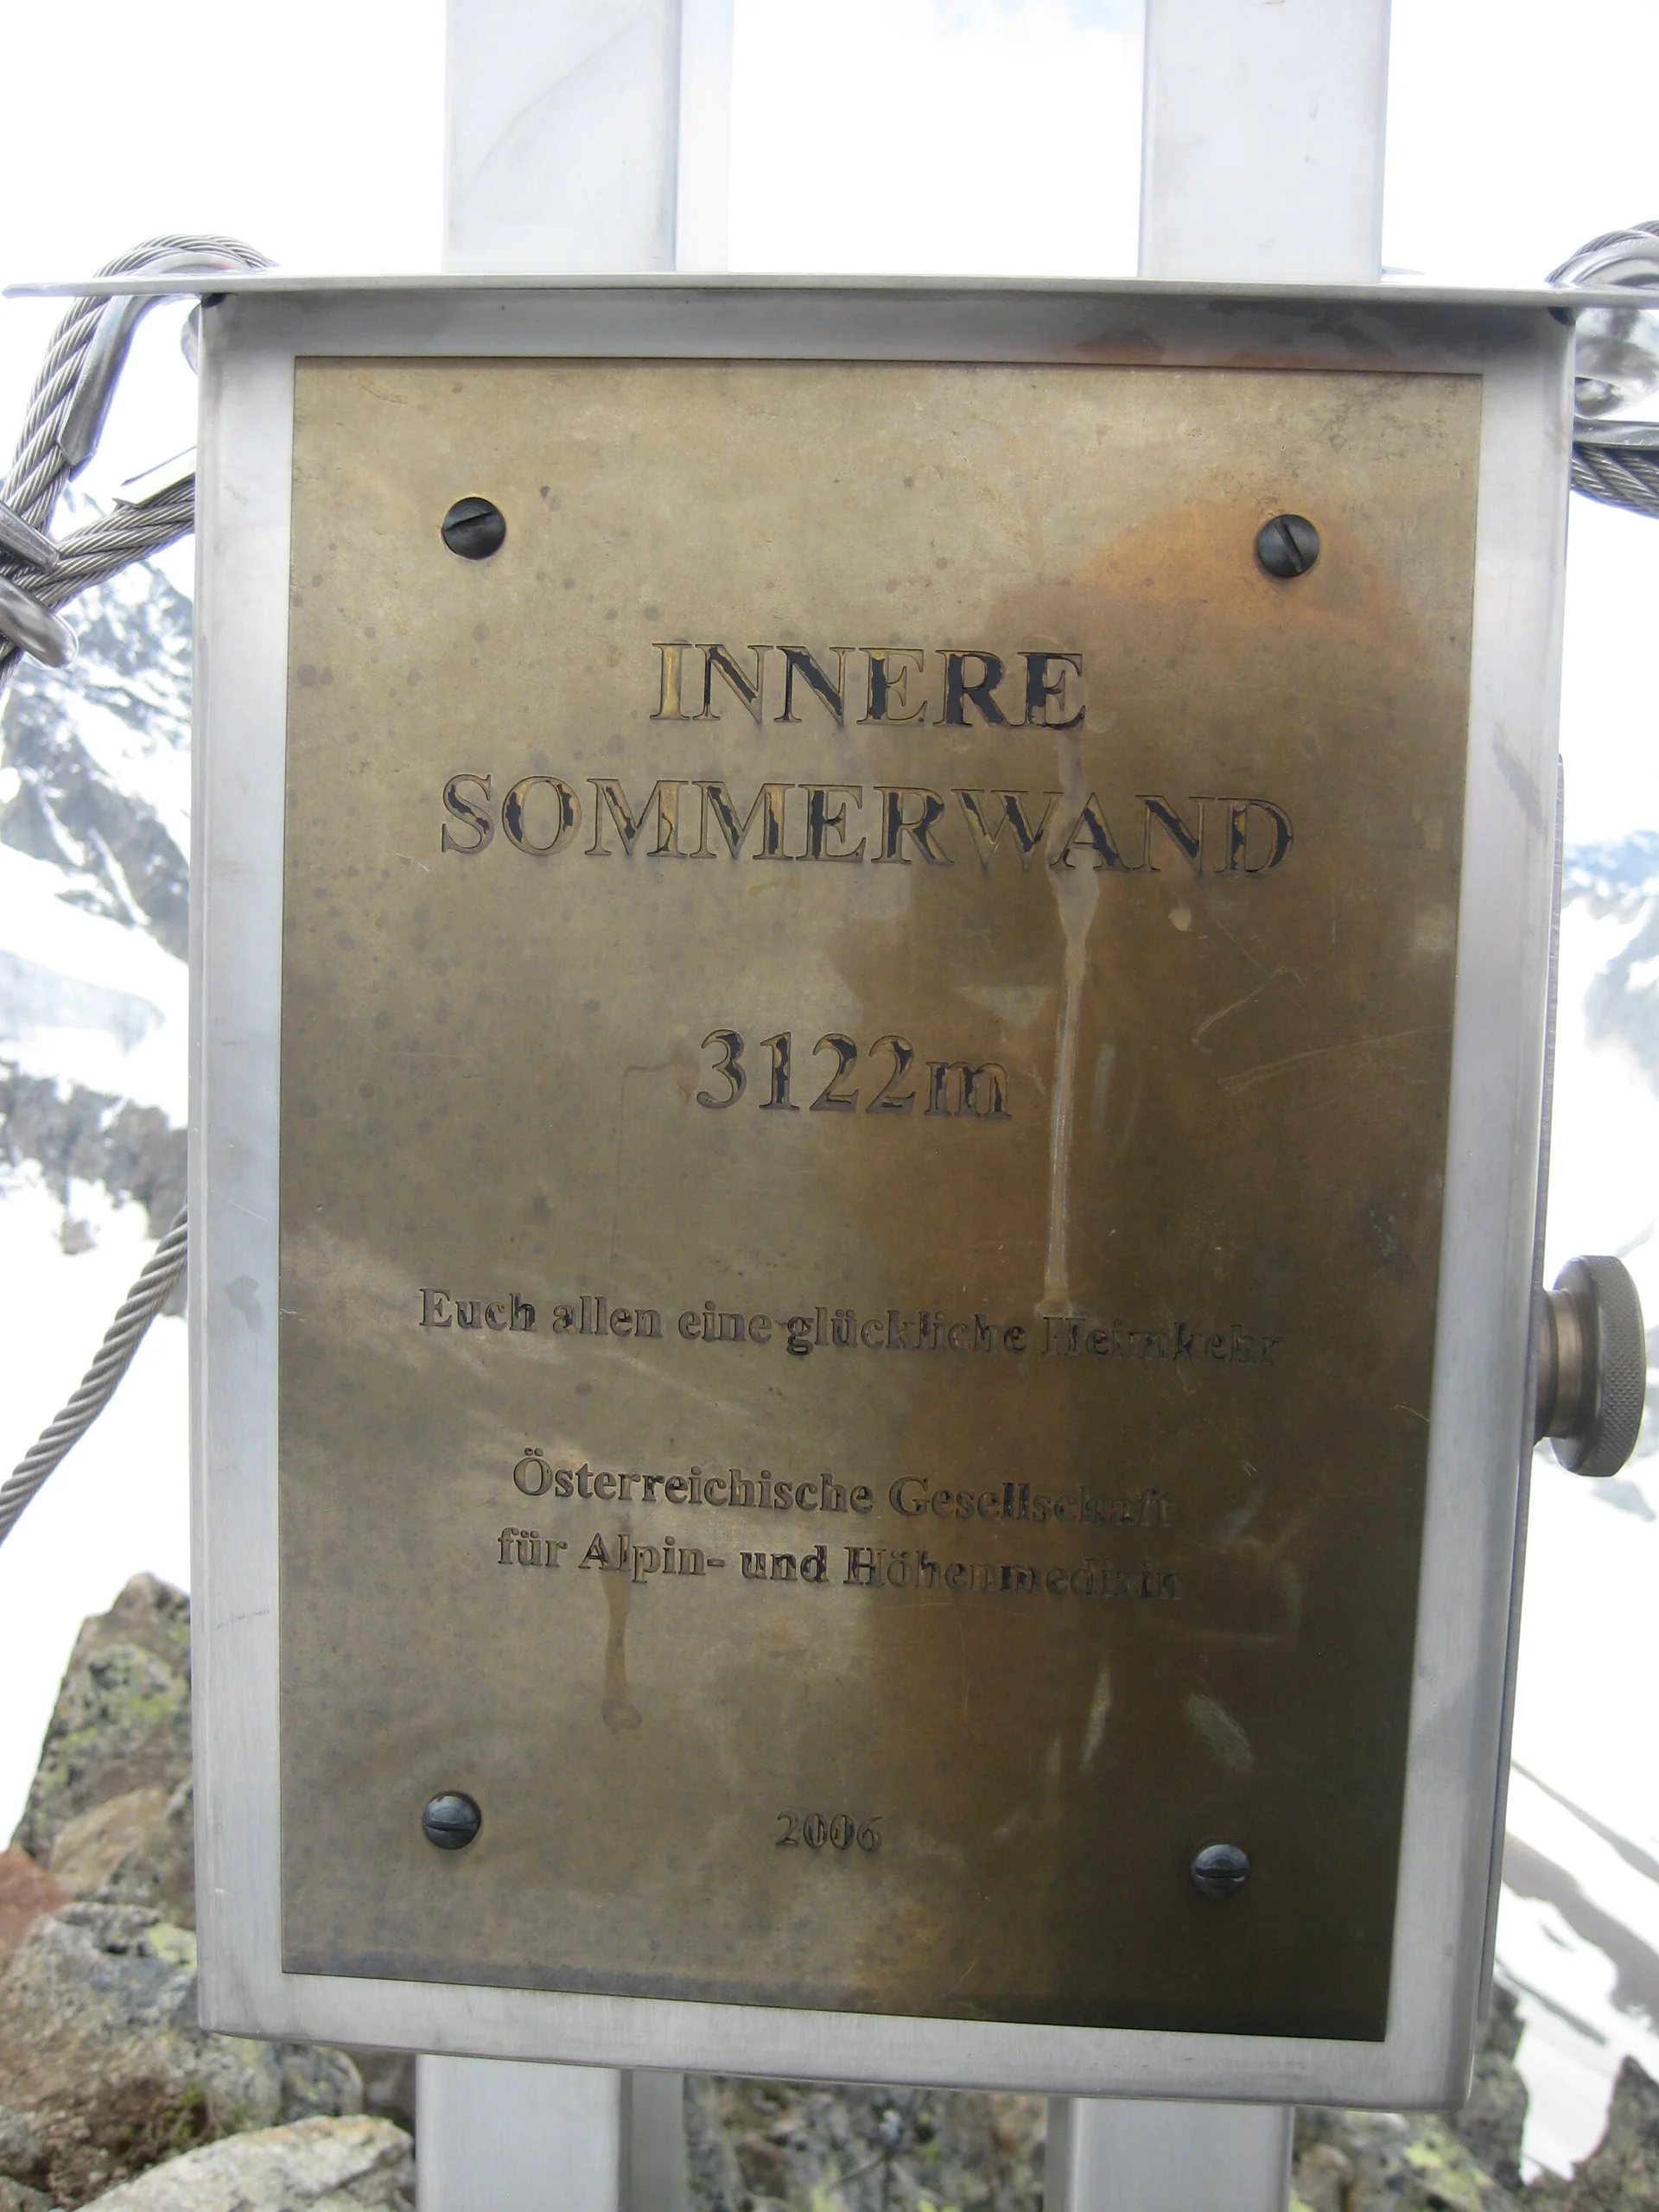 INNERE
SOMMERWAND
3122m
Euch allen eine glückliche Heimkehr
Österreichische Gesellschaft
für Alpin- und Höhenmedizin
2006